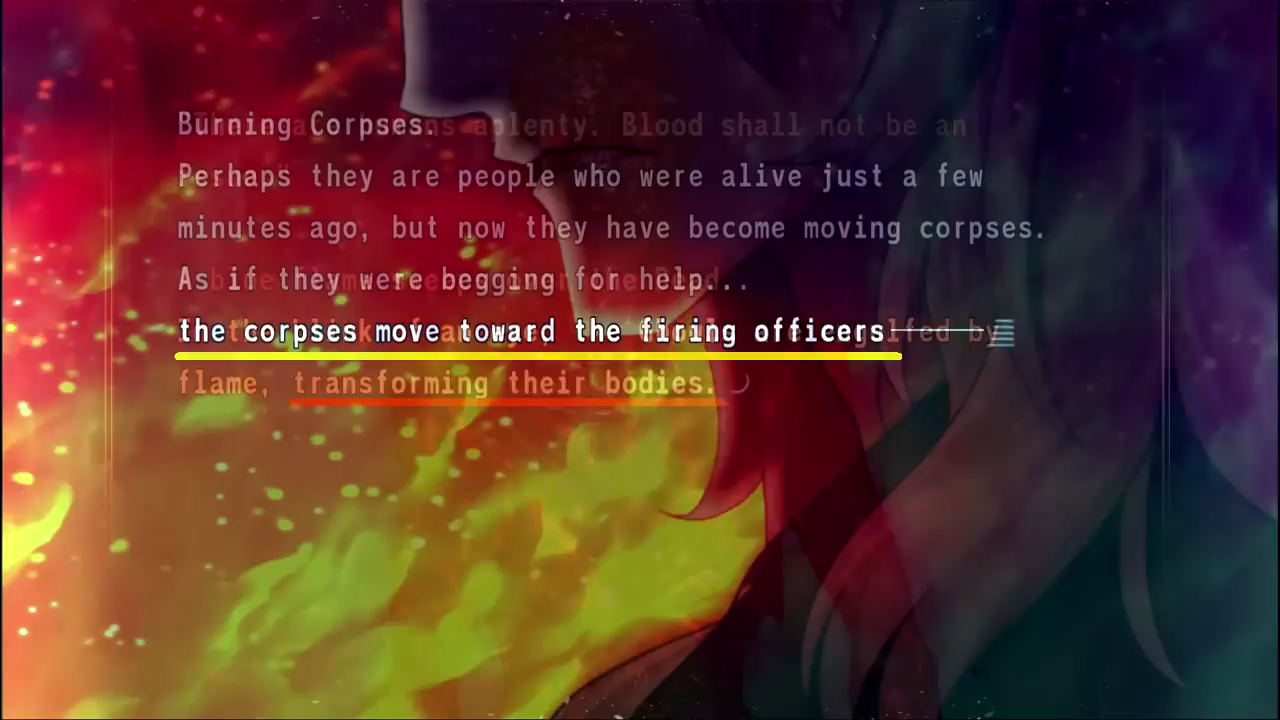 Burning Corpses.
aplenty. Blood shall not be an
Perhaps they are people who were alive just a few
minutes ago, but now they have become moving corpses.
As if they were begging for help...
the corpses move toward the firing officers———
by
flame, transforming their bodies.